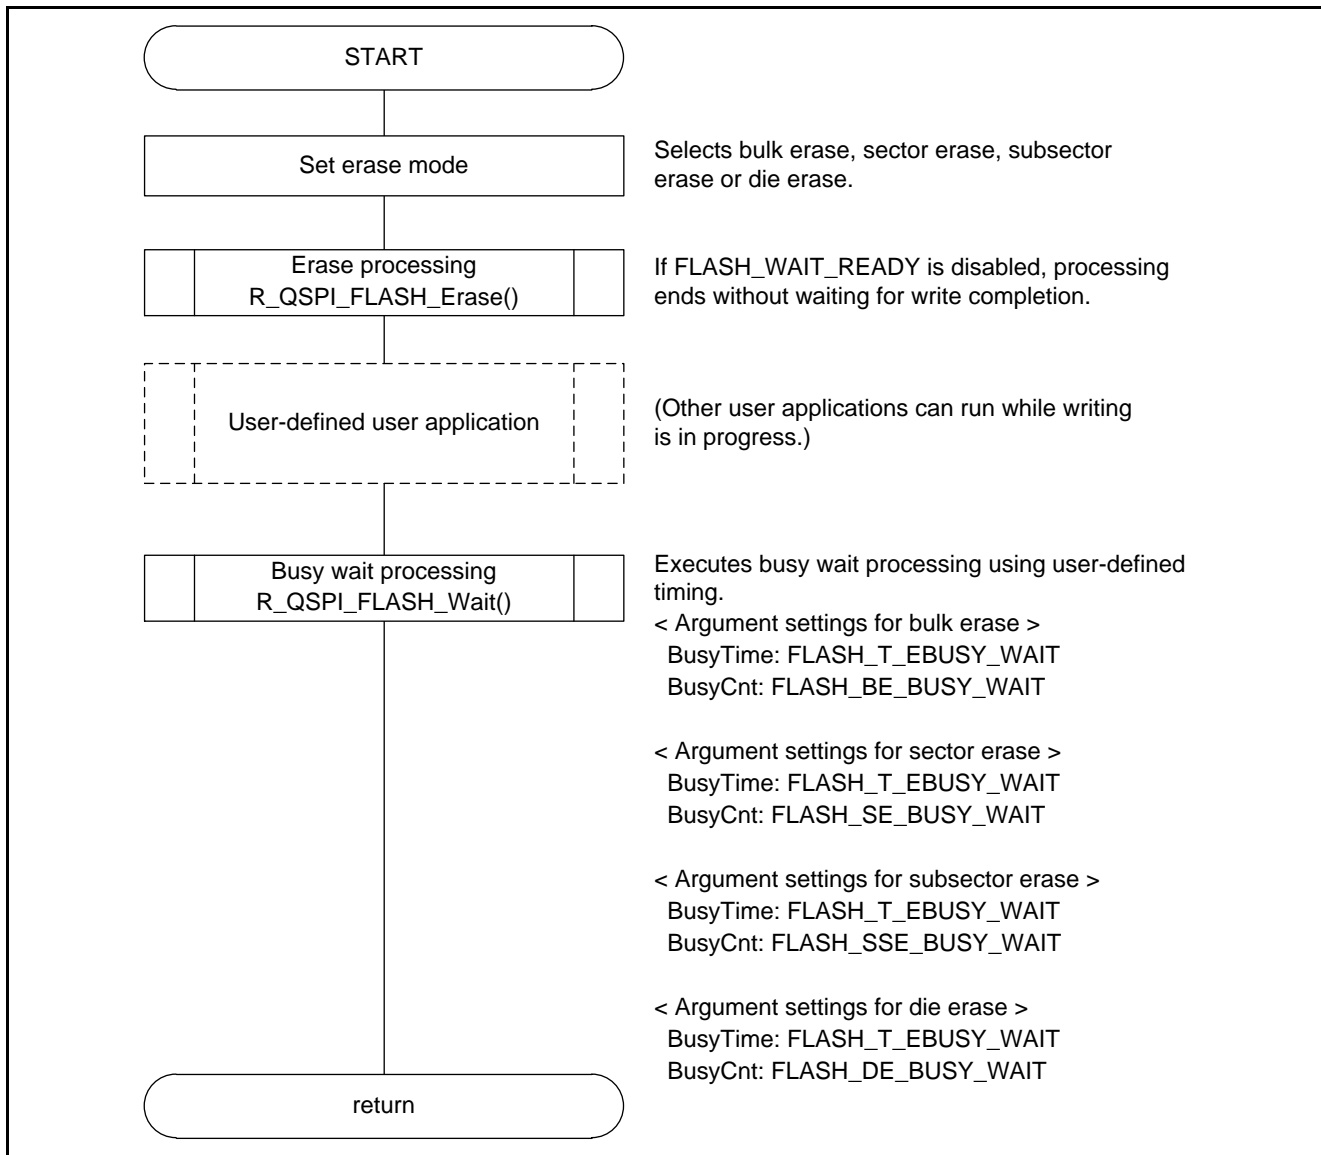 START
Set erase mode
Selects bulk erase, sector erase, subsector
erase or die erase.
Erase processing
R_QSPI_FLASH_Erase()
If FLASH_WAIT_READY is disabled, processing
ends without waiting for write completion.
User-defined user application
(Other user applications can run while writing
is in progress.)
Busy wait processing
R_QSPI_FLASH_Wait()
Executes busy wait processing using user-defined
timing.
< Argument settings for bulk erase >
BusyTime: FLASH_T_EBUSY_WAIT
BusyCnt: FLASH_BE_BUSY_WAIT
< Argument settings for sector erase >
BusyTime: FLASH_T_EBUSY_WAIT
BusyCnt: FLASH_SE_BUSY_WAIT
< Argument settings for subsector erase >
BusyTime: FLASH_T_EBUSY_WAIT
BusyCnt: FLASH_SSE_BUSY_WAIT
< Argument settings for die erase >
BusyTime: FLASH_T_EBUSY_WAIT
BusyCnt: FLASH_DE_BUSY_WAIT
return